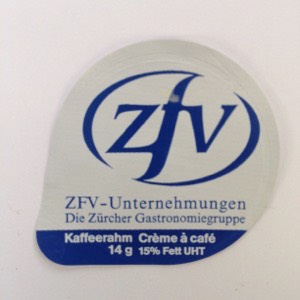 zfv
ZFV-Unternehmungen
Die Zürcher Gastronomiegruppe
Kaffeerahm Crème à café
14 g 15% Fett UHT